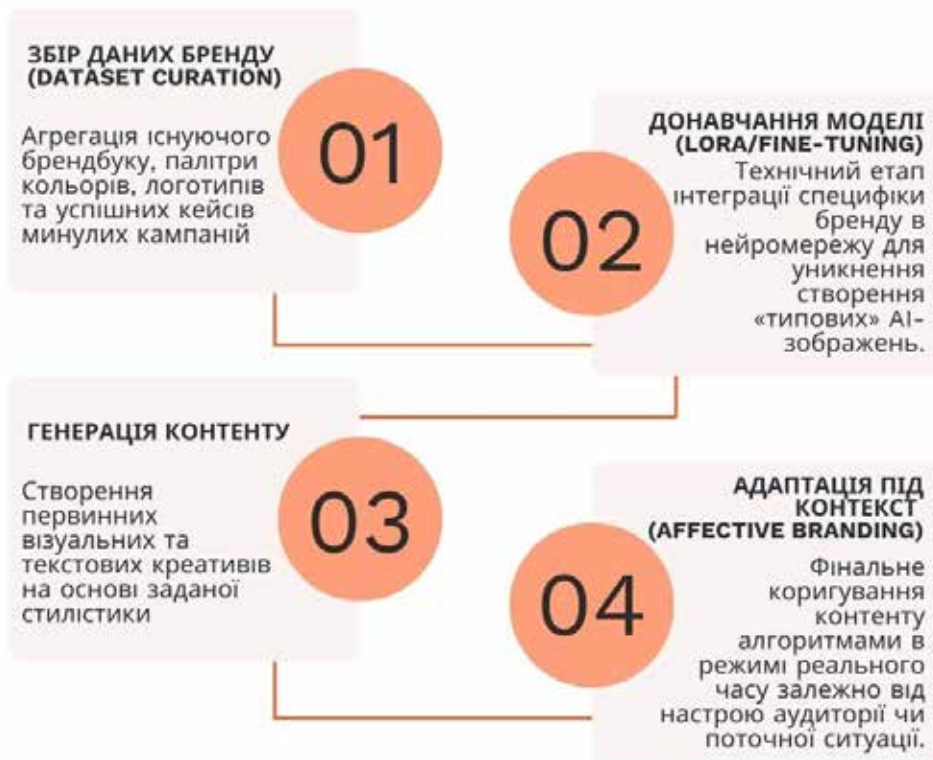 ЗБІР ДАНИХ БРЕНДУ
(DATASET CURATION)
Агрегація існуючого
брендбуку, палітри
кольорів, логотипів
та успішних кейсів
минулих кампаній
01
ДОНАВЧАННЯ МОДЕЛІ
(LORA/FINE-TUNING)
Технічний етап
інтеграції специфіки
бренду в
нейромережу для
уникнення
створення
«типових» AI-
зображень.
02
ГЕНЕРАЦІЯ КОНТЕНТУ
Створення
первинних
візуальних та
текстових креативів
на основі заданої
стилістики
03
АДАПТАЦІЯ ПІД
КОНТЕКСТ
(AFFECTIVE BRANDING)
Фінальне
коригування
контенту
алгоритмами в
режимі реального
часу залежно від
настрою аудиторії чи
поточної ситуації.
04